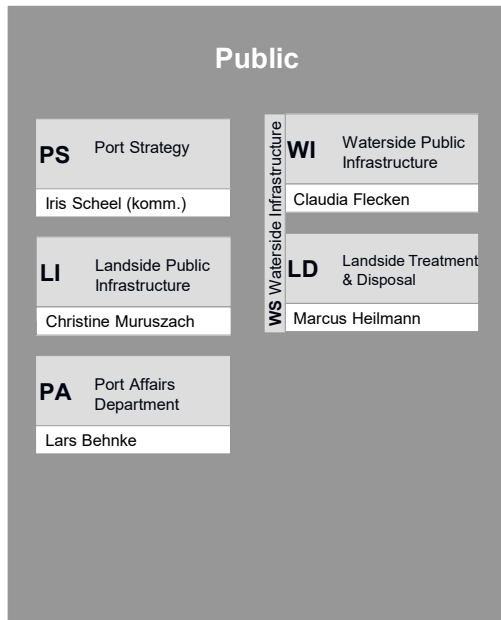 Public
PS Port Strategy
Iris Scheel (komm.)
LI Landside Public
Infrastructure
Christine Muruszach
PA Port Affairs
Department
Lars Behnke
WS Waterside Infrastructure
WI Waterside Public
Infrastructure
Claudia Flecken
LD Landside Treatment
& Disposal
Marcus Heilmann